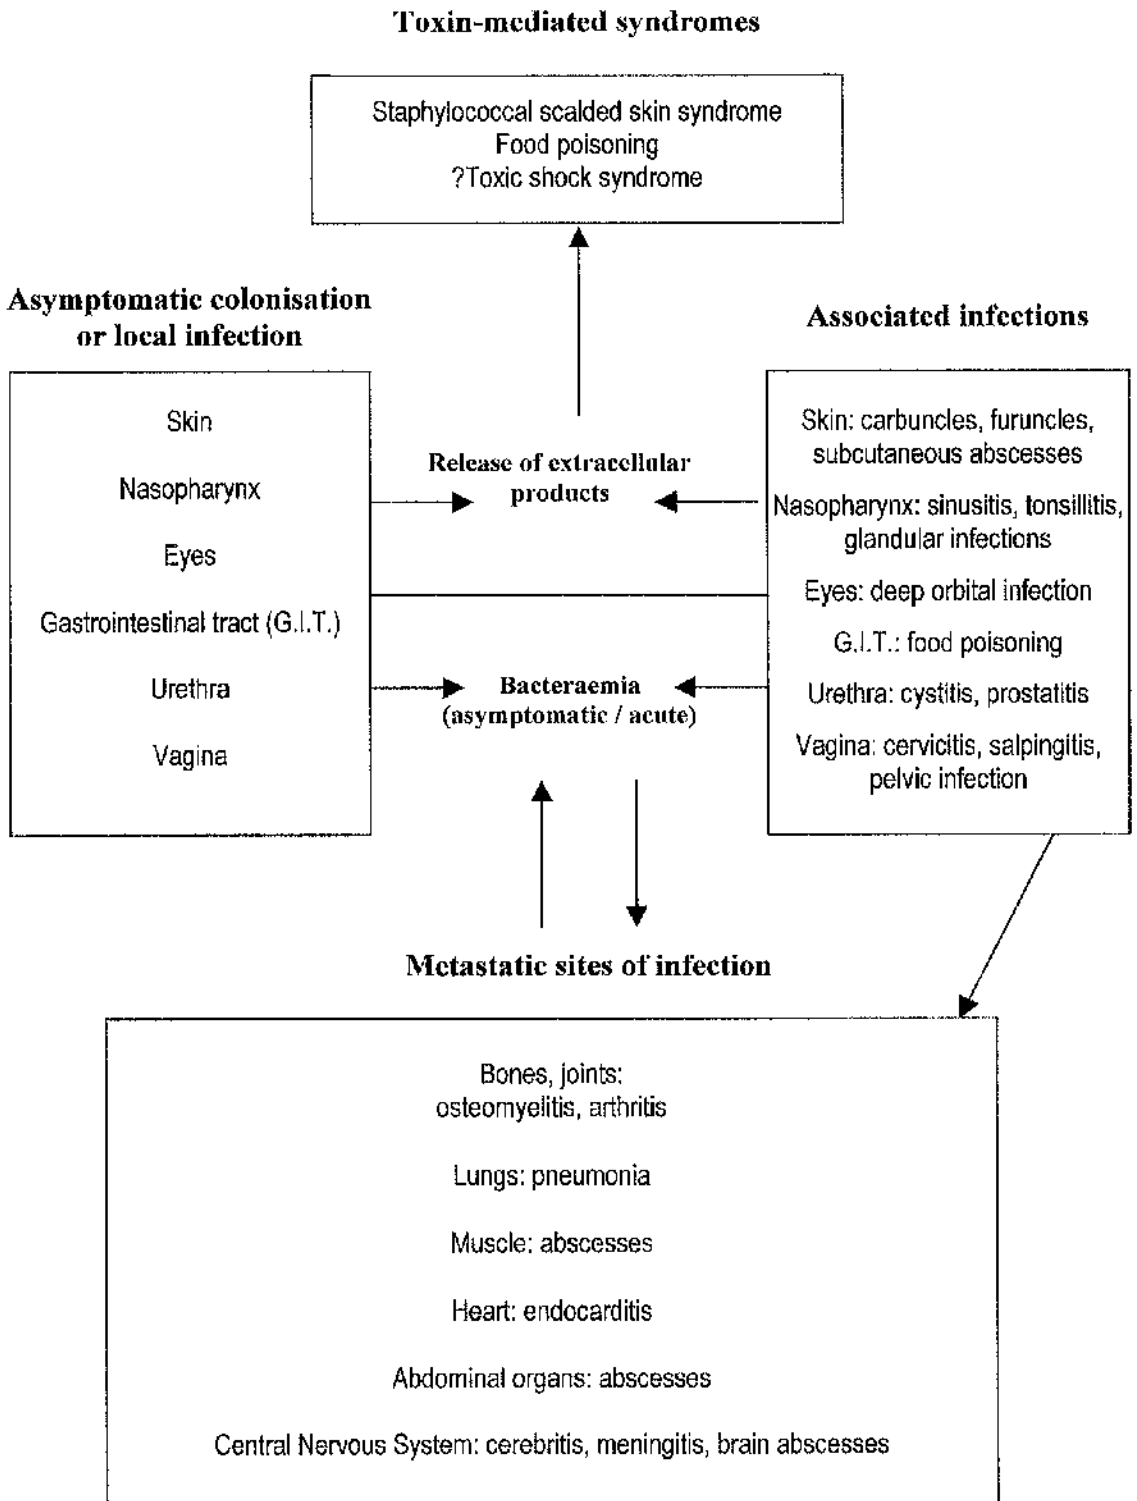 Toxin-mediated syndromes
Staphylococcal scalded skin syndrome
Food poisoning
?Toxic shock syndrome
Asymptomatic colonisation
or local infection
Skin
Nasopharynx
Eyes
Gastrointestinal tract (G.I.T.)
Urethra
Vagina
Release of extracellular
products
Bacteraemia
(asymptomatic / acute)
Associated infections
Skin: carbuncles, furuncles,
subcutaneous abscesses
Nasopharynx: sinusitis, tonsillitis,
glandular infections
Eyes: deep orbital infection
G.I.T.: food poisoning
Urethra: cystitis, prostatitis
Vagina: cervicitis, salpingitis,
pelvic infection
Metastatic sites of infection
Bones, joints:
osteomyelitis, arthritis
Lungs: pneumonia
Muscle: abscesses
Heart: endocarditis
Abdominal organs: abscesses
Central Nervous System: cerebritis, meningitis, brain abscesses